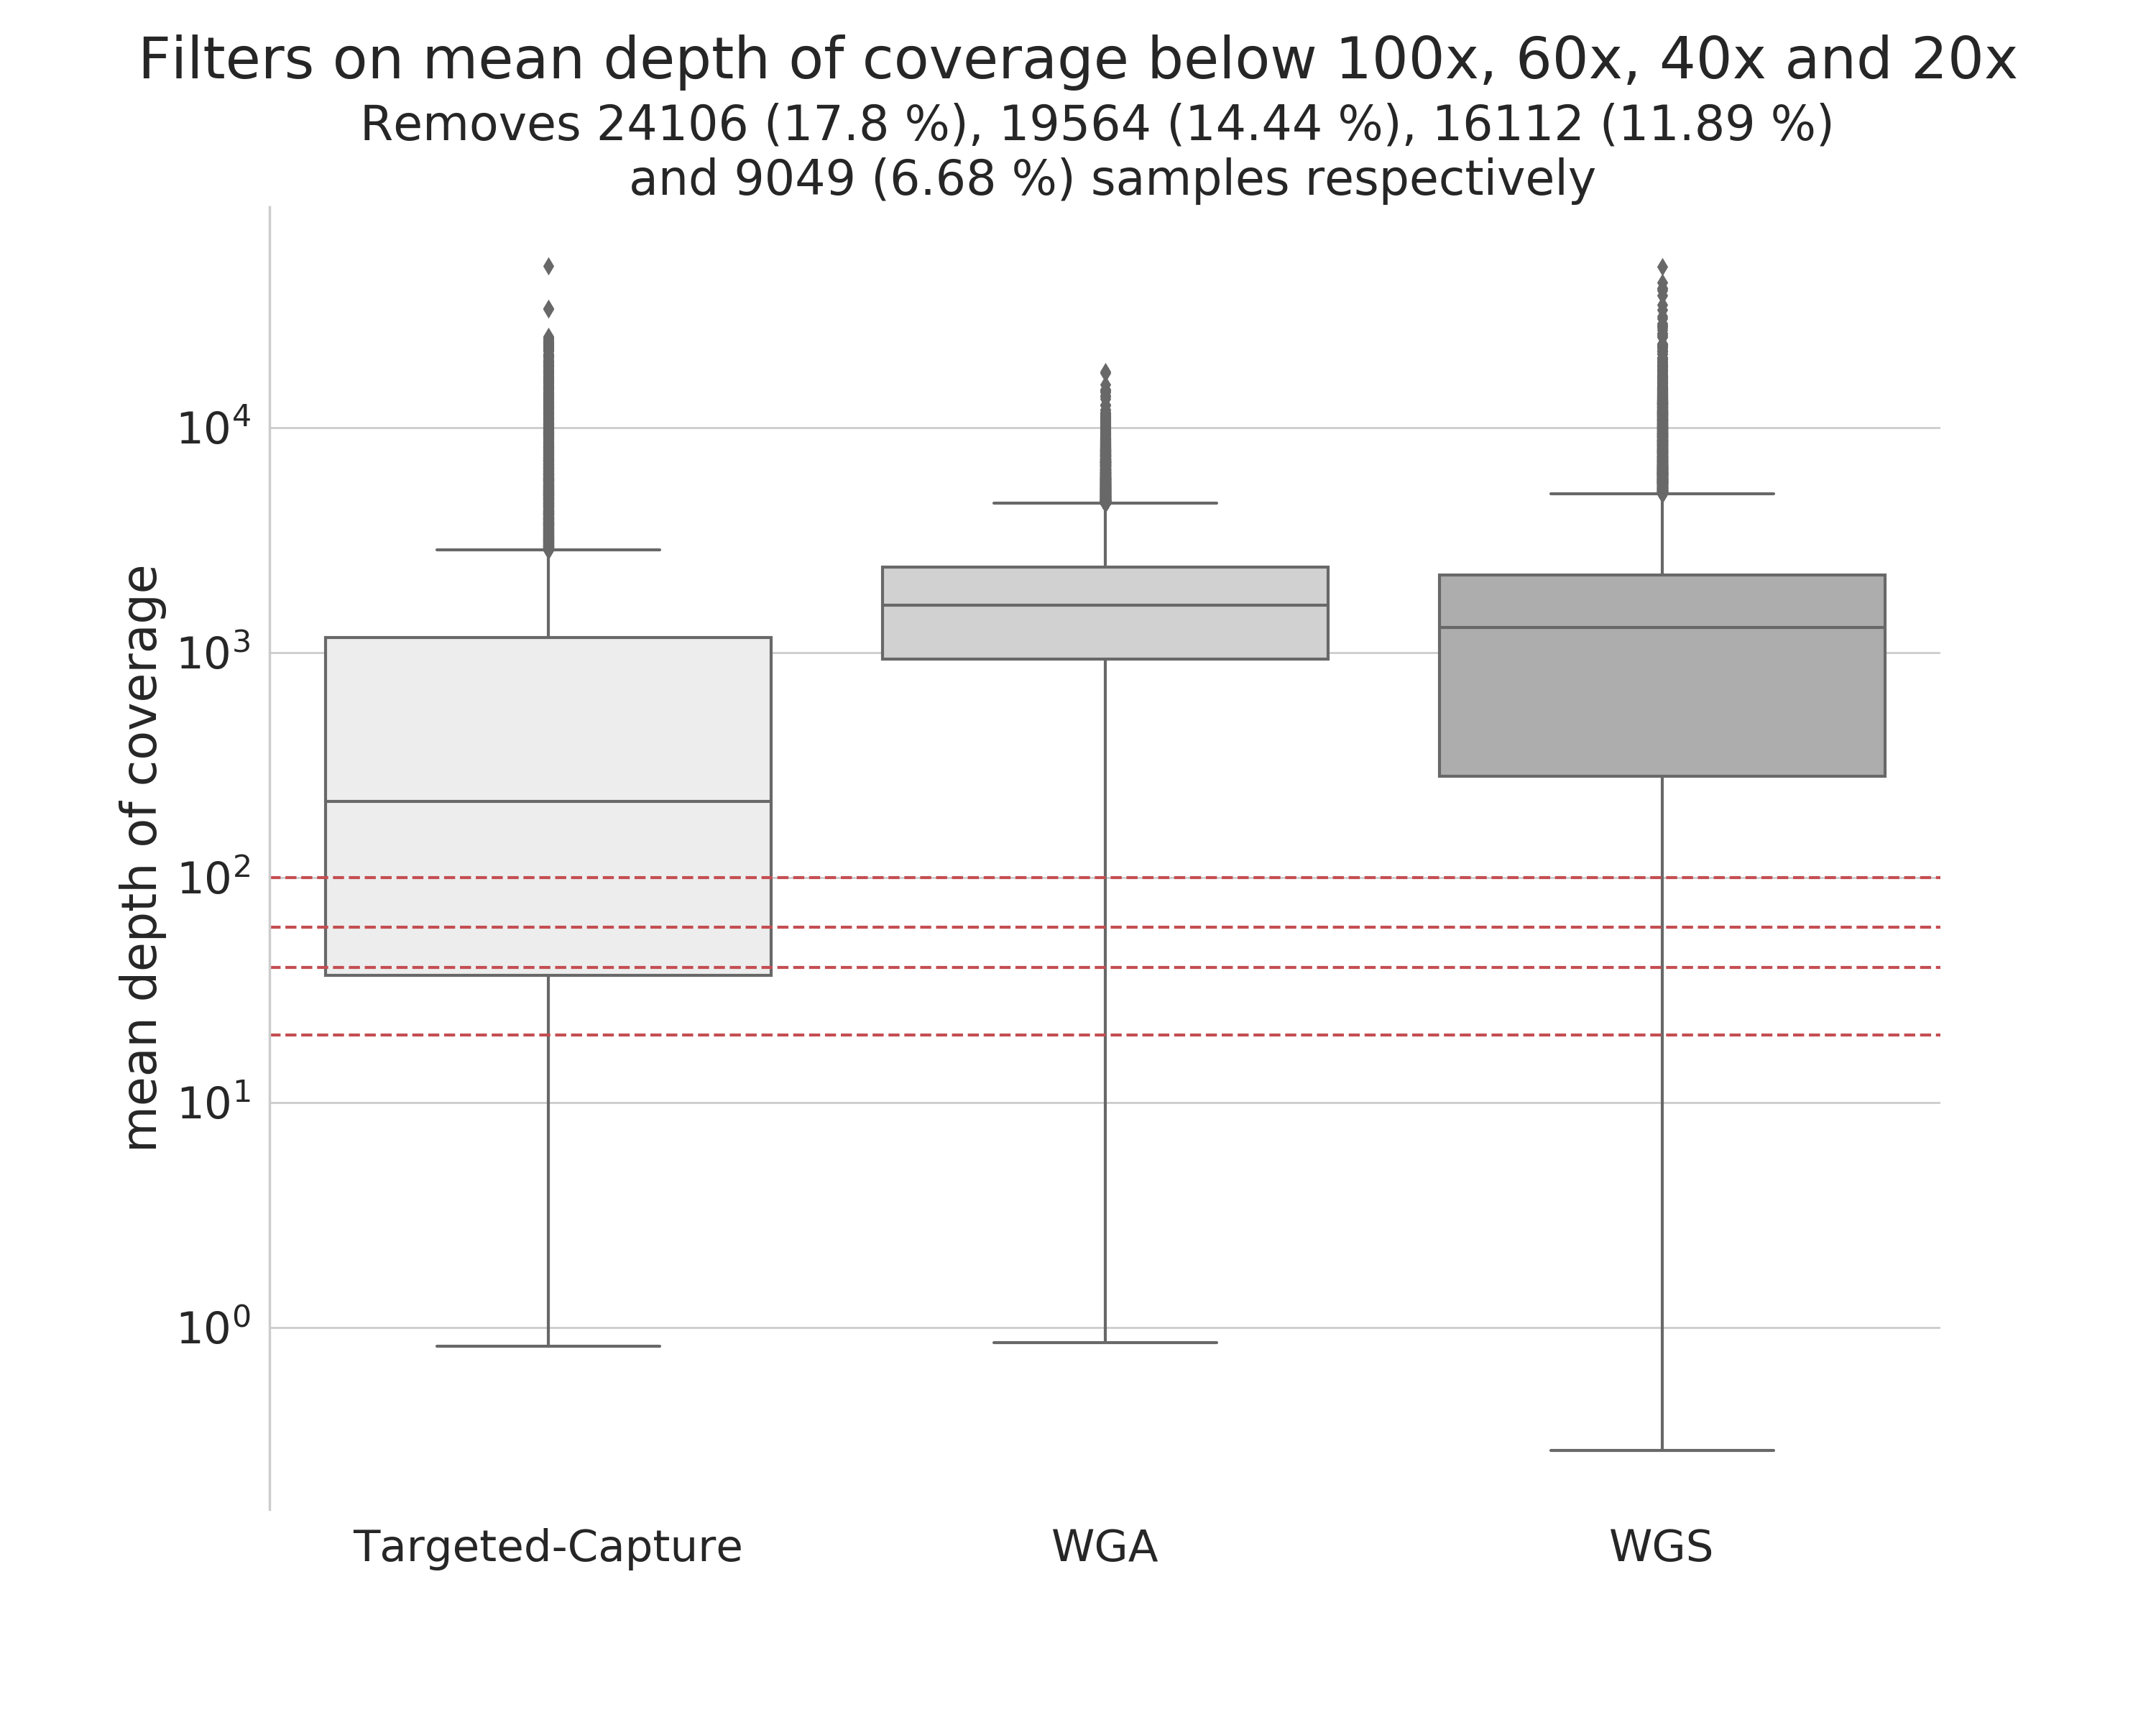 Filters on mean depth of coverage below 100x, 60x, 40x and 20x
Removes 24106 (17.8 %), 19564 (14.44 %), 16112 (11.89 %)
and 9049 (6.68 %) samples respectively
mean depth of coverage
10⁴
10³
10²
10¹
10⁰
Targeted-Capture
WGA
WGS